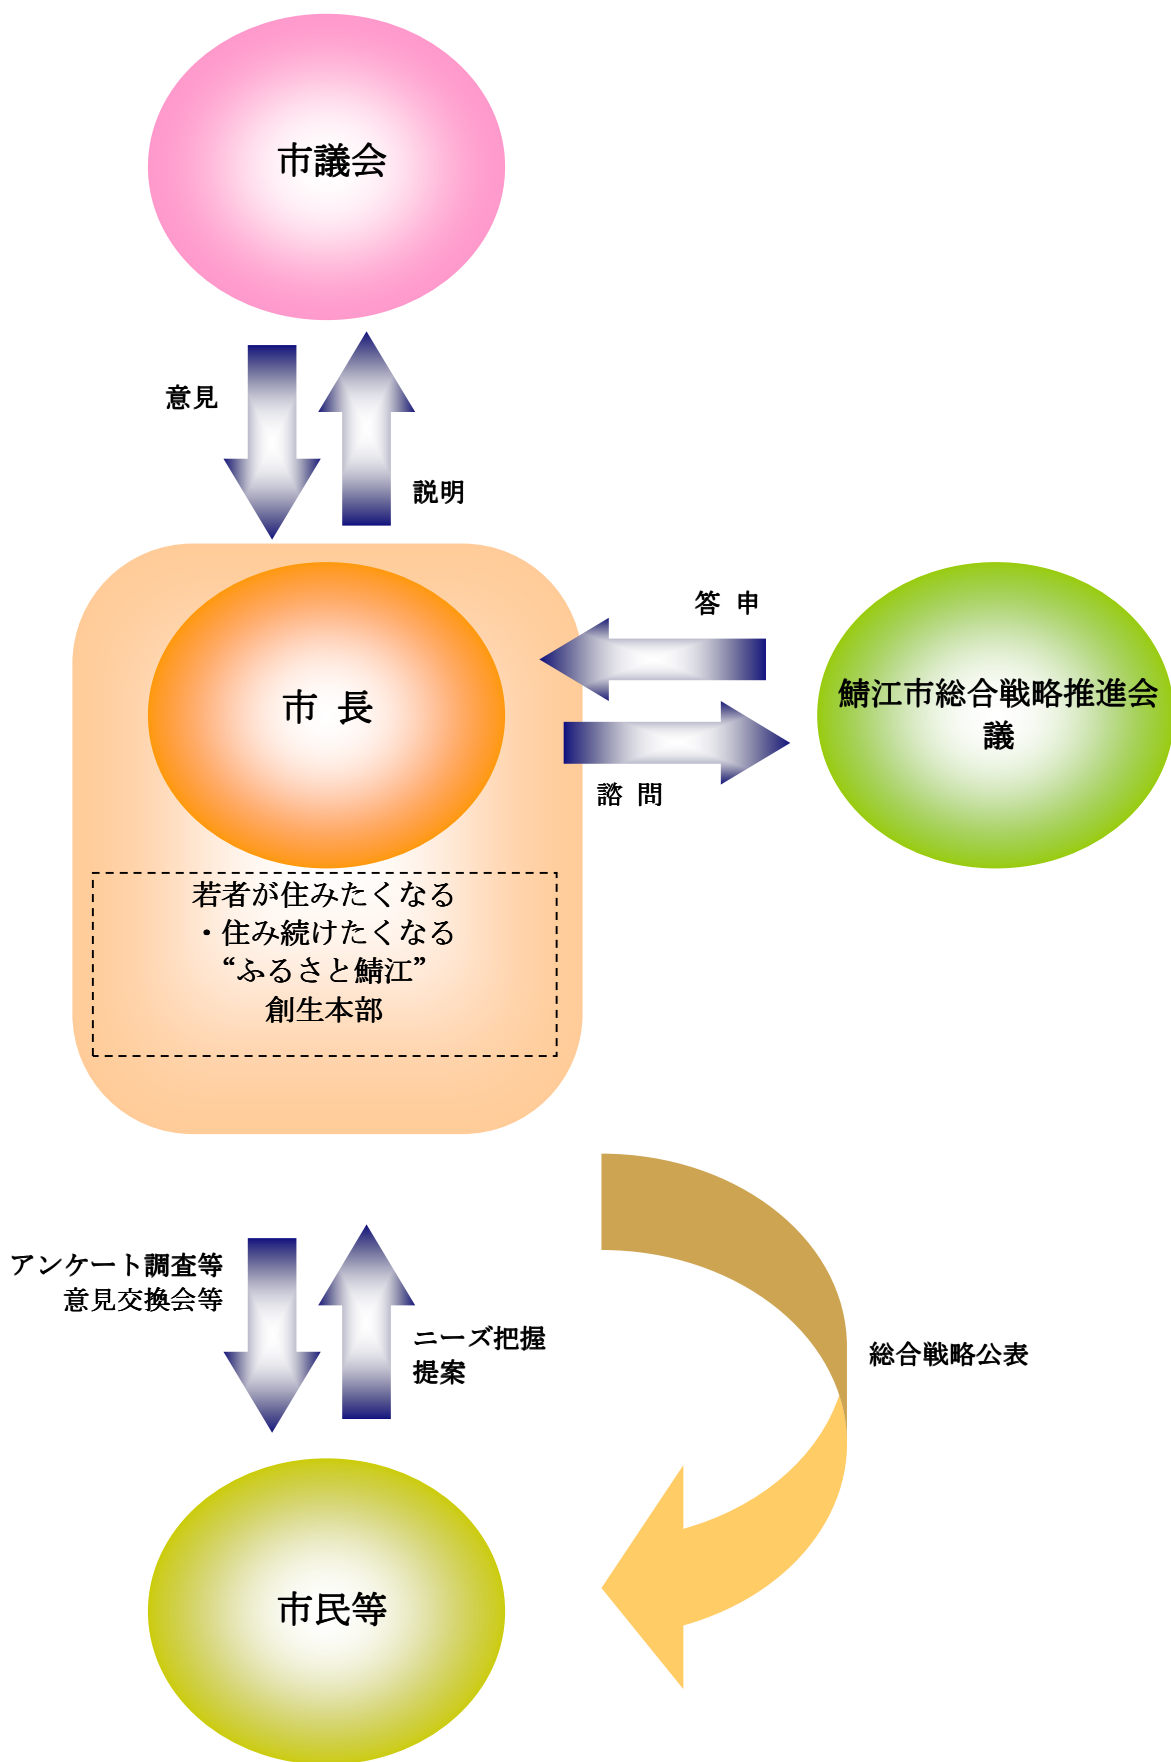 市議会
意見
説明
答 申
市 長
鯖江市総合戦略推進会
議
諮 問
若者が住みたくなる
・住み続けたくなる
“ふるさと鯖江”
創生本部
アンケート調査等
意見交換会等
ニーズ把握
提案
総合戦略公表
市民等